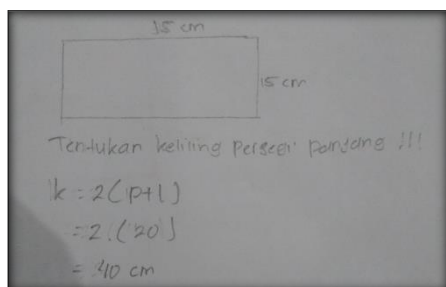 15 cm
15 cm
Tentukan keliling persegi panjang !!!
k = 2(p+l)
= 2.(20)
= 40 cm